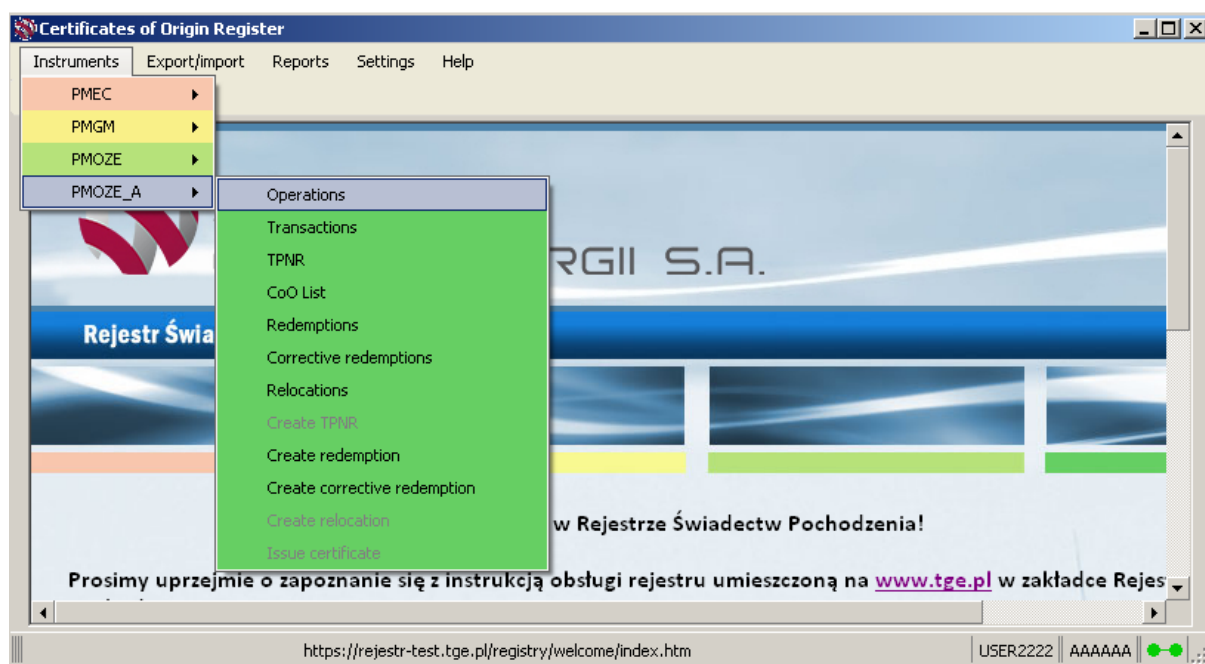 Certificates of Origin Register
Instruments Export/import Reports Settings Help
PMEC
PMGM
PMOZE
PMOZE_A
Operations
Transactions
TPNR
CoO List
Redemptions
Corrective redemptions
Relocations
Create TPNR
Create redemption
Create corrective redemption
Create relocation
Issue certificate
RGII S.A.
Rejestr Świa
w Rejestrze Świadectw Pochodzenia!
Prosimy uprzejmie o zapoznanie się z instrukcją obsługi rejestru umieszczoną na www.tge.pl w zakładce Rejes
https://rejestr-test.tge.pl/registry/welcome/index.htm USER2222 AAAAAA